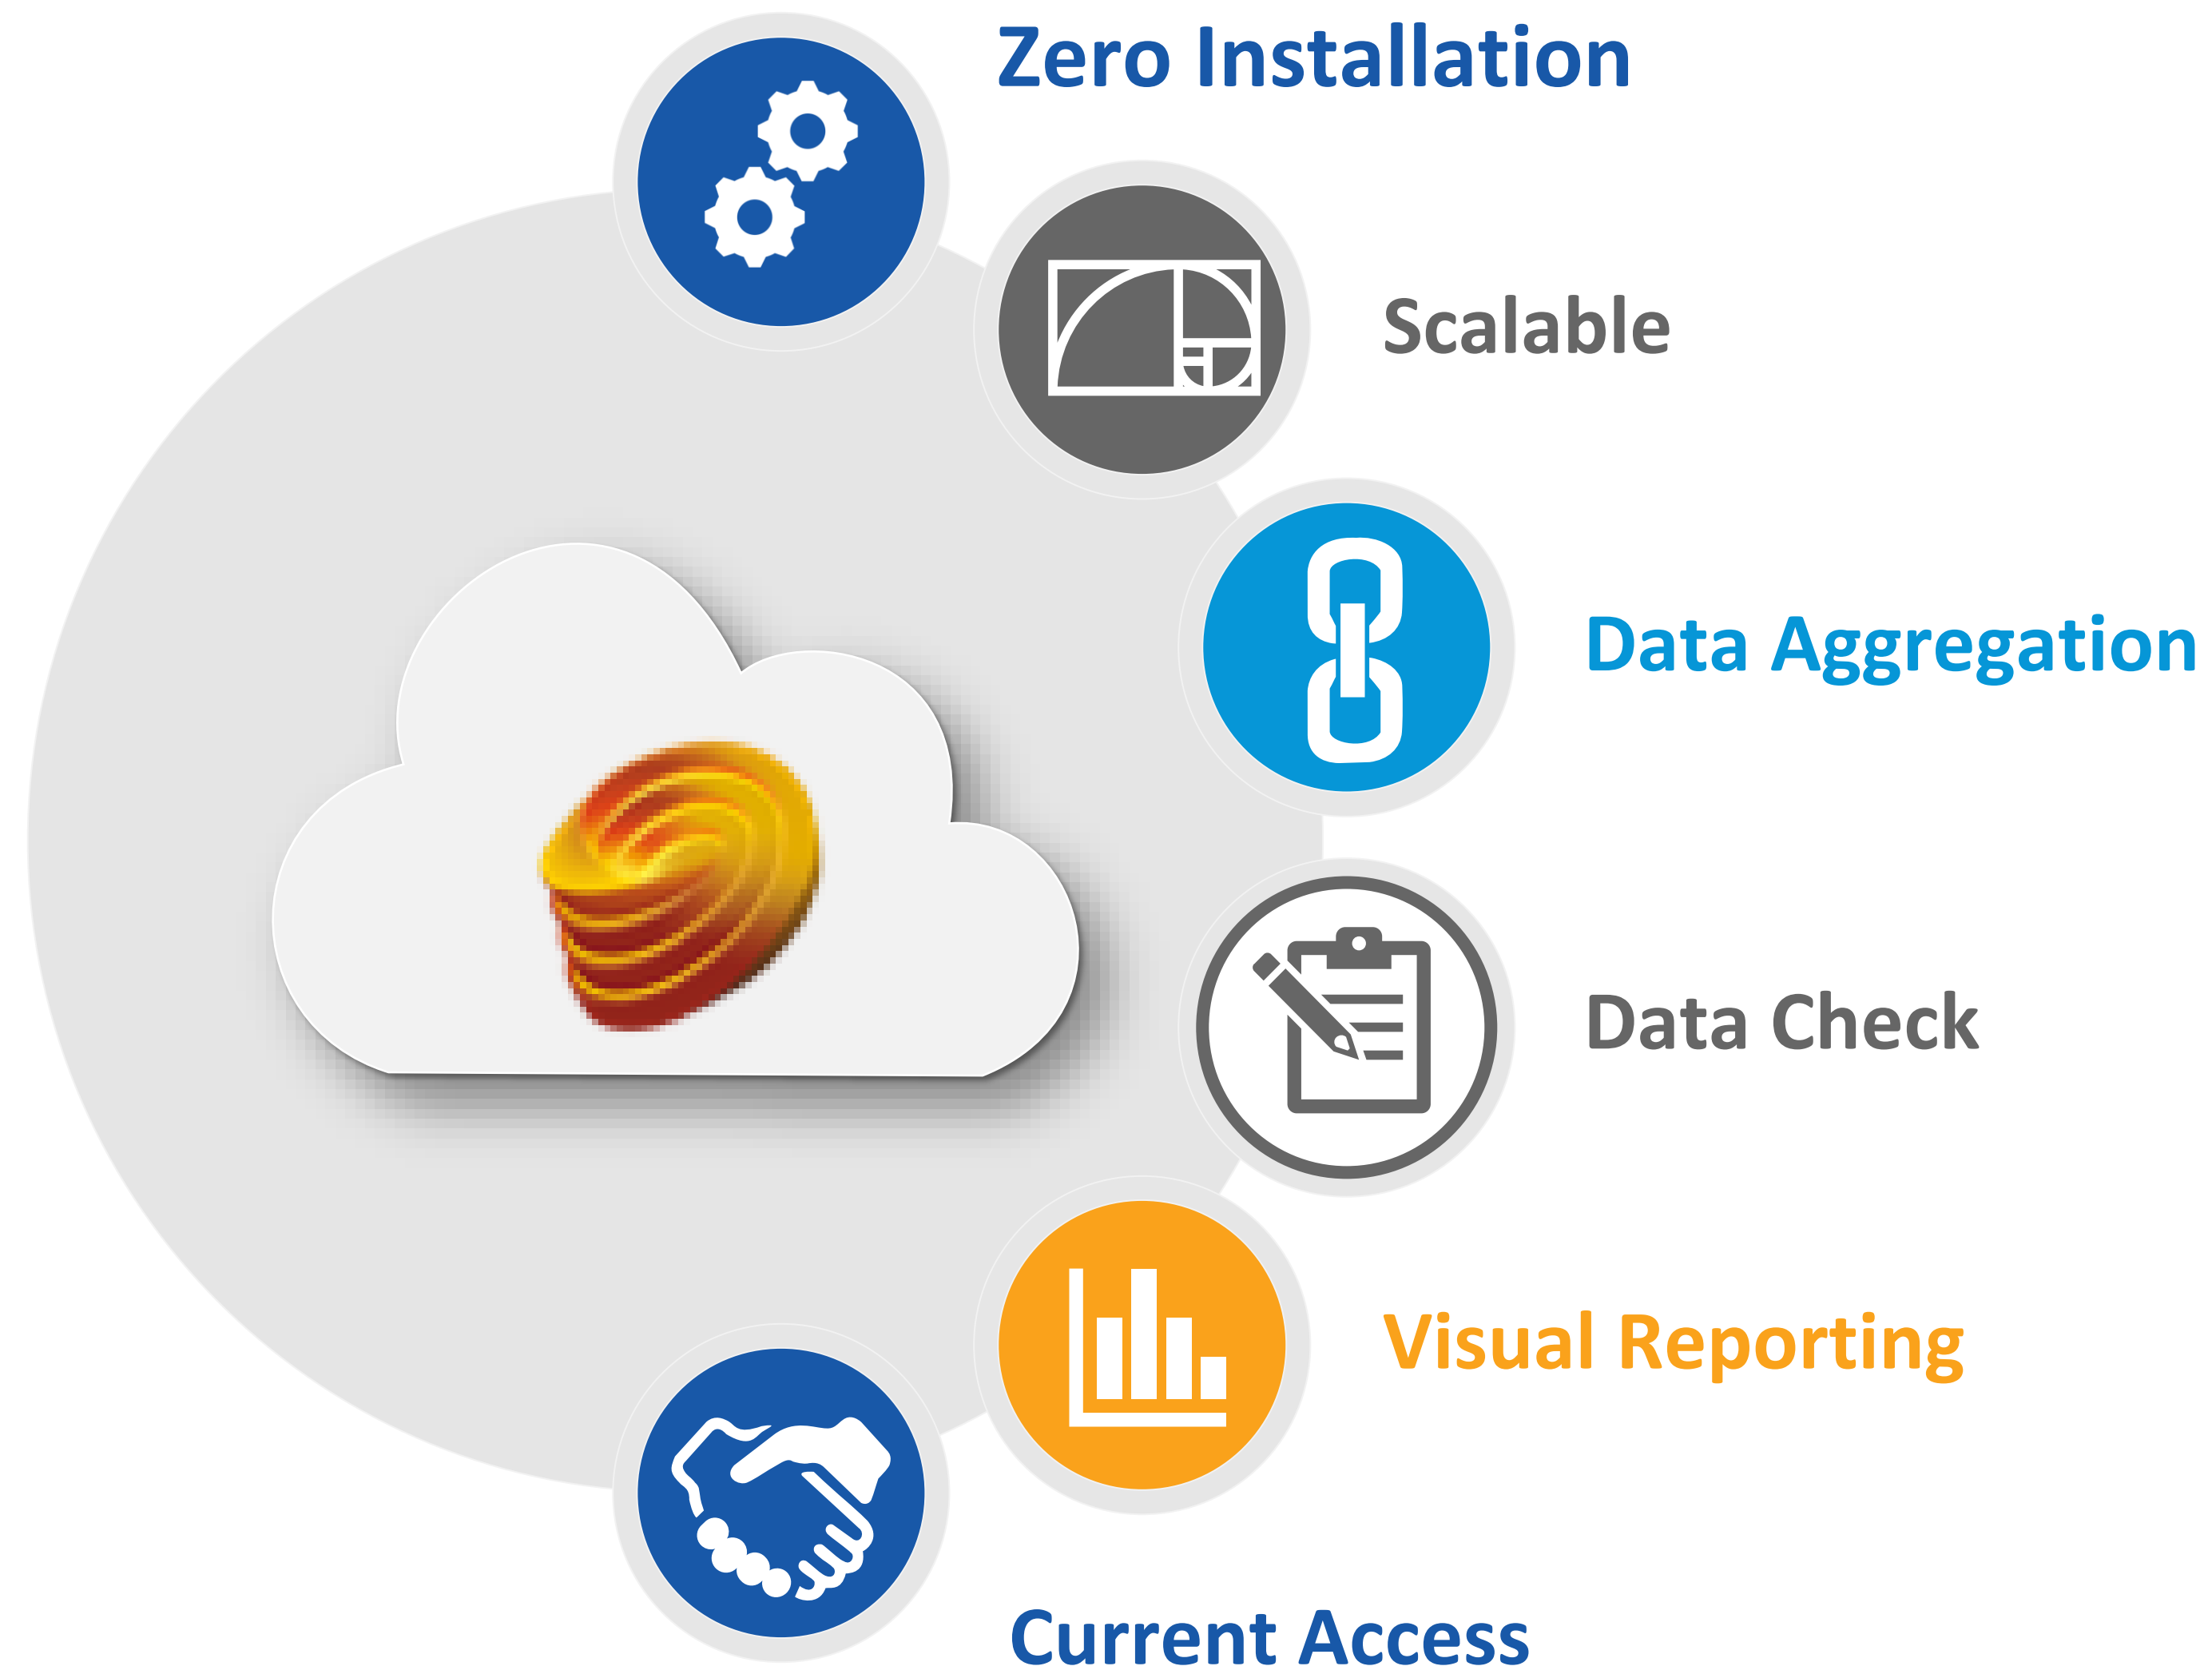 Zero Installation
Scalable
Data Aggregation
Data Check
Visual Reporting
Current Access